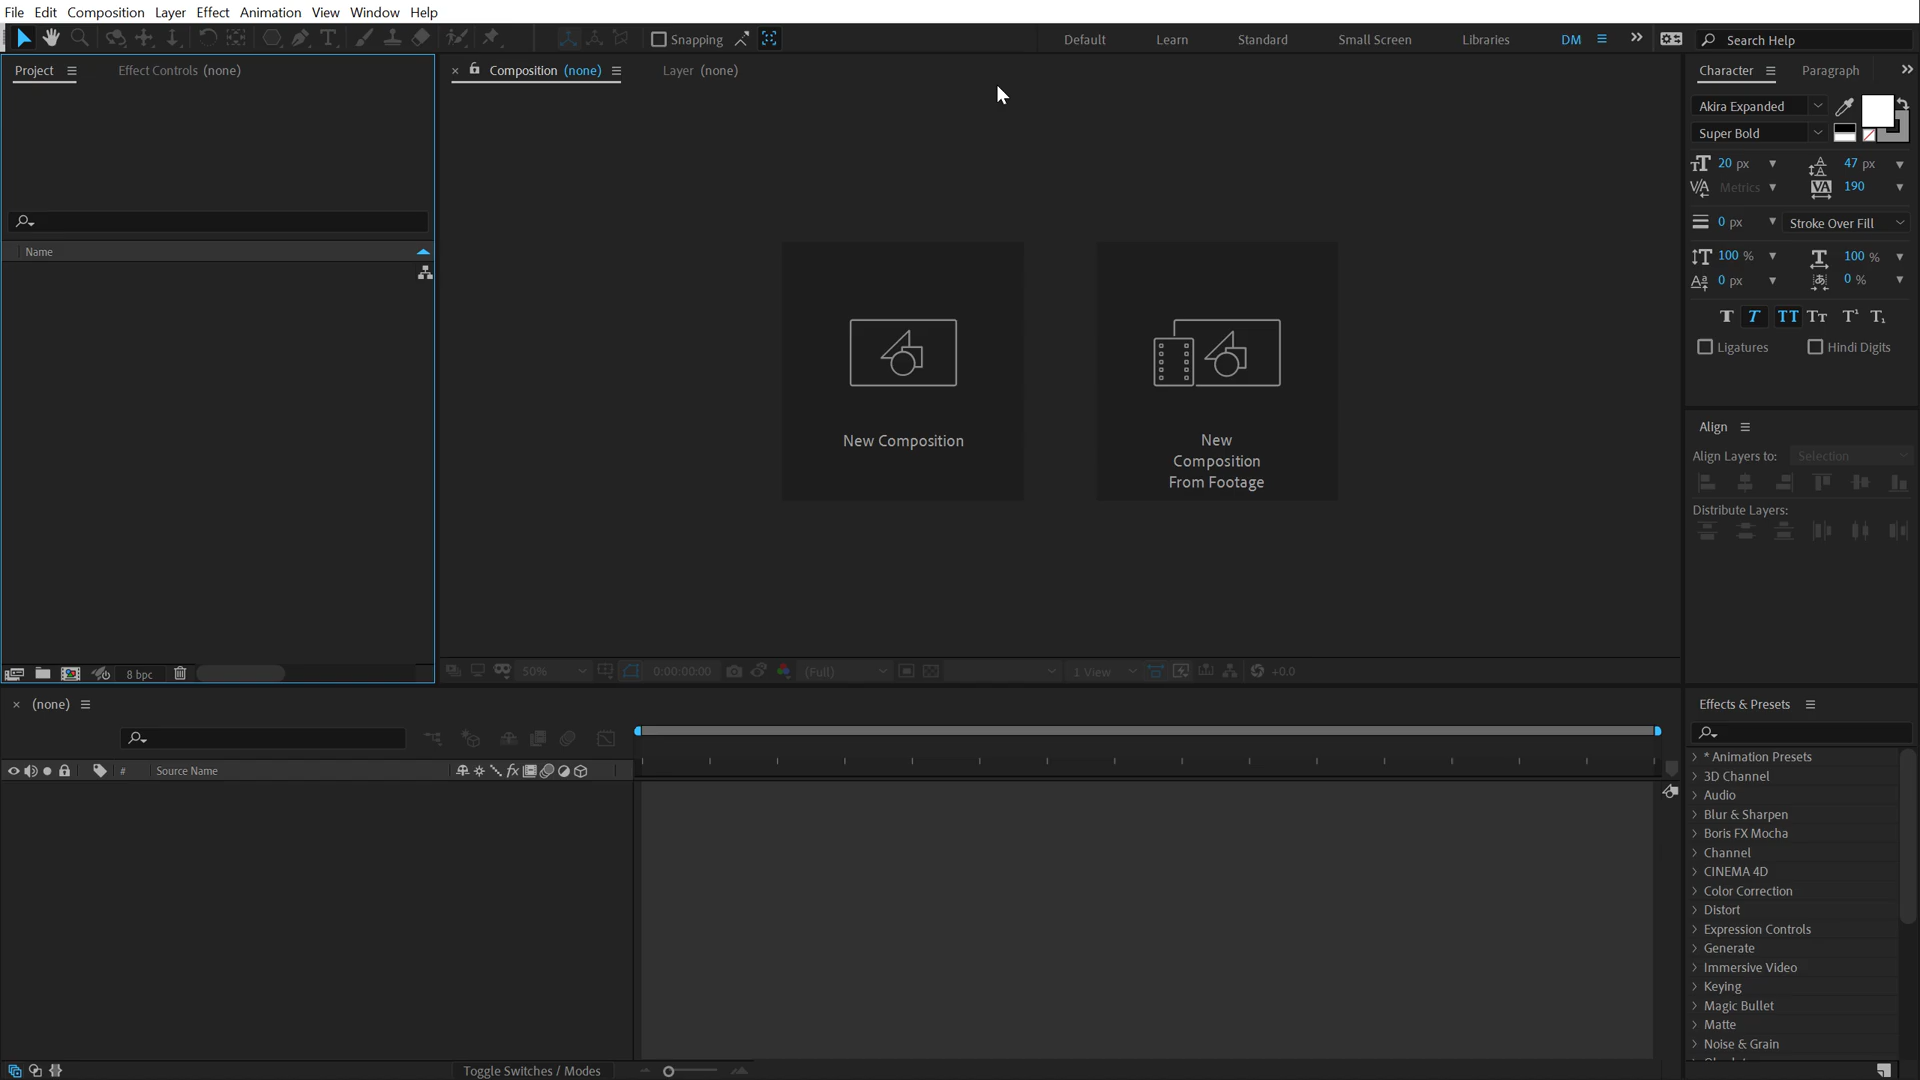 File Edit Composition Layer Effect Animation View Window Help
Snapping Default Learn Standard Small Screen Libraries DM Search Help
Project Effect Controls (none) Composition (none) Layer (none) Character Paragraph
Akira Expanded
Super Bold
20 px 47 px
Metrics 190
0 px Stroke Over Fill
100 % 100 %
0 px 0 %
Ligatures Hindi Digits
Name
New Composition
New
Composition
From Footage
Align
Align Layers to: Selection
Distribute Layers:
8 bpc 50% 0:00:00:00 (Full) 1 View +0.0
(none)
# Source Name
Effects & Presets
* Animation Presets
3D Channel
Audio
Blur & Sharpen
Boris FX Mocha
Channel
CINEMA 4D
Color Correction
Distort
Expression Controls
Generate
Immersive Video
Keying
Magic Bullet
Matte
Noise & Grain
Toggle Switches / Modes